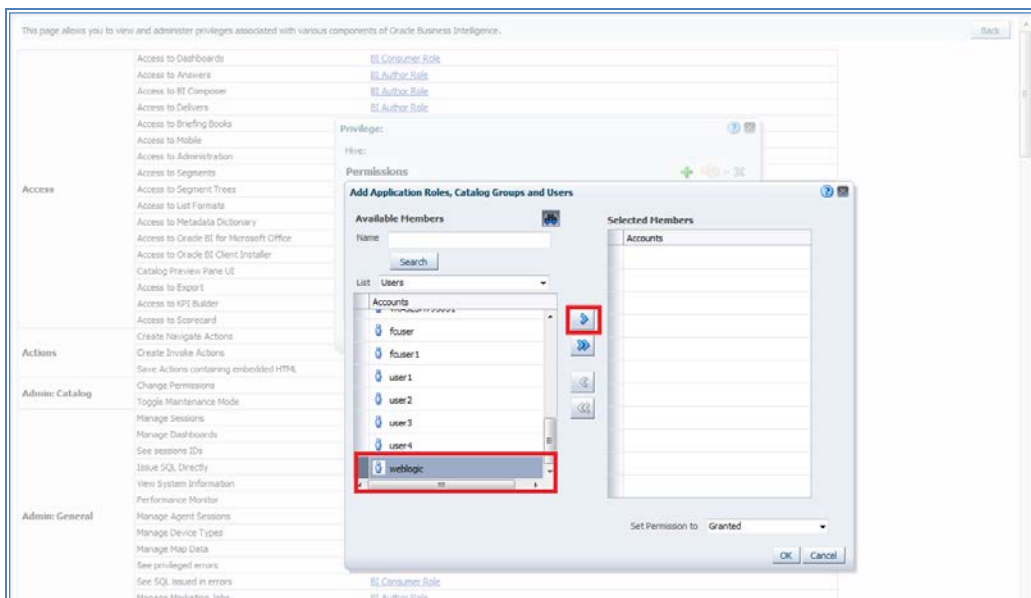 This page allows you to view and administer privileges associated with various components of Oracle Business Intelligence.
Back
Access
Access to Dashboards BI Consumer Role
Access to Answers BI Author Role
Access to BI Composer BI Author Role
Access to Delivers BI Author Role
Access to Briefing Books
Access to Mobile
Access to Administration
Access to Segments
Access to Segment Trees
Access to List Formats
Access to Metadata Dictionary
Access to Oracle BI for Microsoft Office
Access to Oracle BI Client Installer
Catalog Preview Pane UI
Access to Export
Access to KPI Builder
Access to Scorecard
Actions
Create Navigate Actions
Create Invoke Actions
Save Actions containing embedded HTML
Admin: Catalog
Change Permissions
Toggle Maintenance Mode
Admin: General
Manage Sessions
Manage Dashboards
See sessions IDs
Issue SQL Directly
View System Information
Performance Monitor
Manage Agent Sessions
Manage Device Types
Manage Map Data
See privileged errors
See SQL issued in errors BI Consumer Role
Manage Marketing Jobs BI Author Role
Privilege:
Hive:
Permissions
Add Application Roles, Catalog Groups and Users
Available Members
Name
Search
List Users
Accounts
fcuser
fcuser1
user1
user2
user3
user4
weblogic
Selected Members
Accounts
Set Permission to Granted
OK Cancel